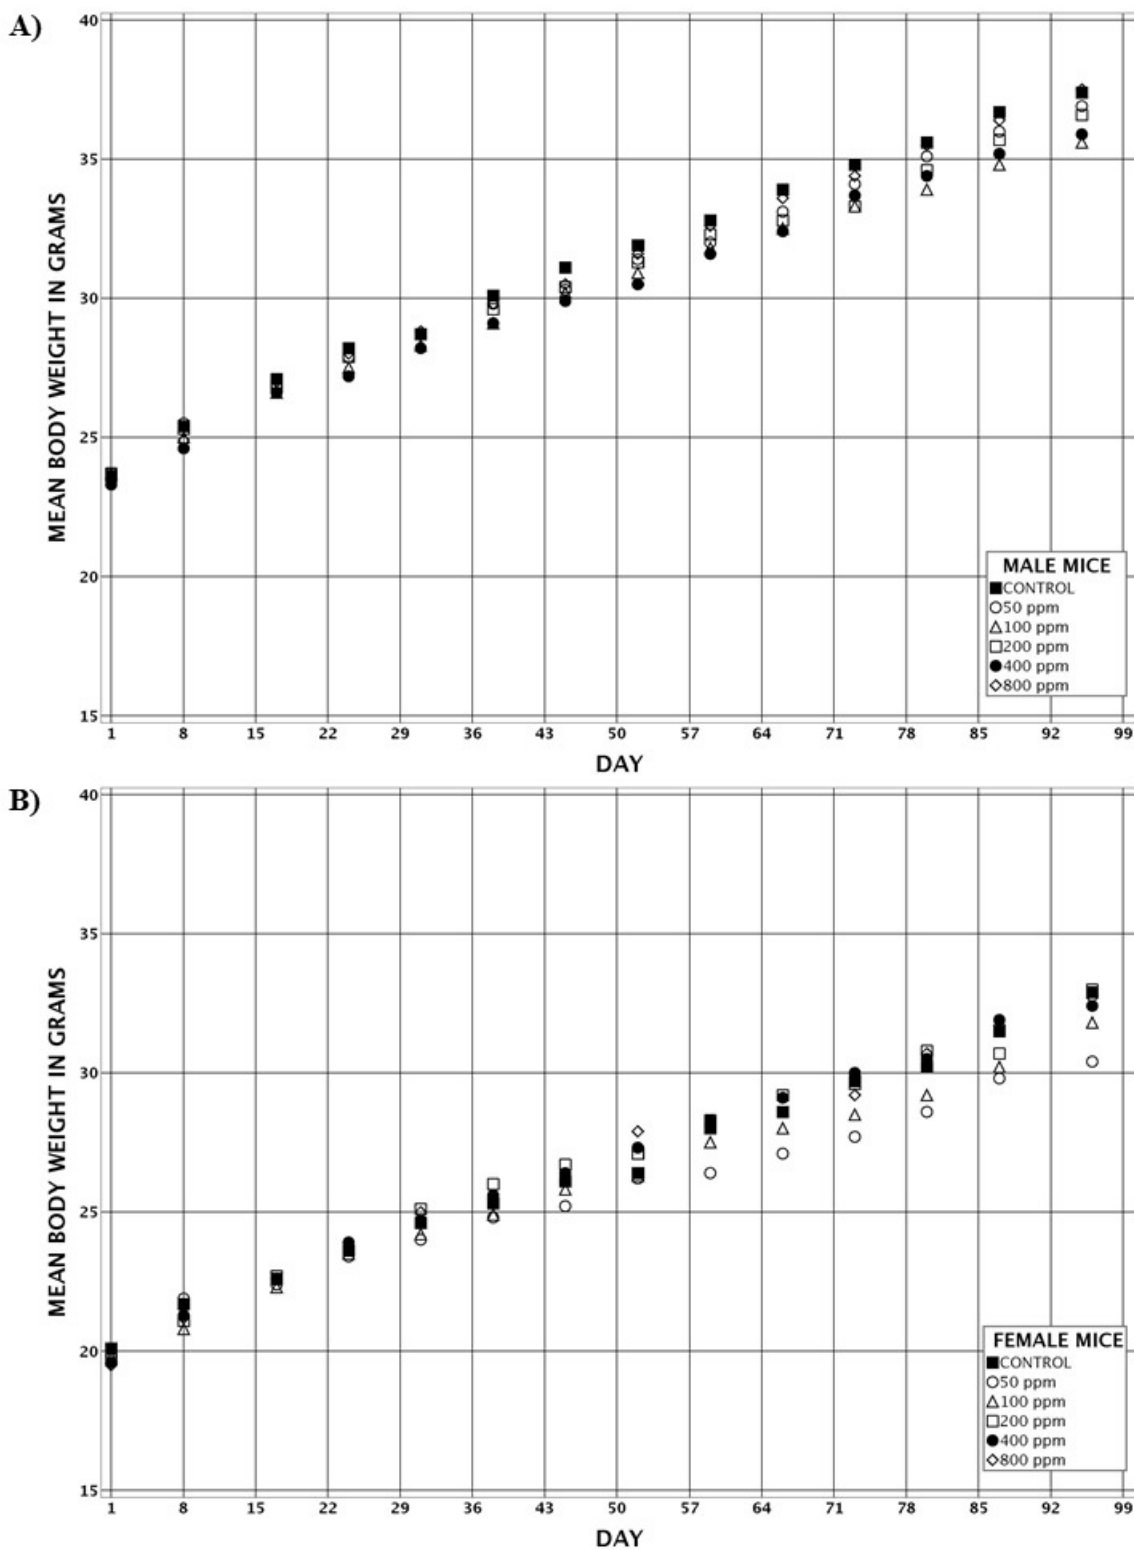 A)
MEAN BODY WEIGHT IN GRAMS
40
35
30
25
20
15
1 8 15 22 29 36 43 50 57 64 71 78 85 92 99
DAY
MALE MICE
CONTROL
50 ppm
100 ppm
200 ppm
400 ppm
800 ppm
B)
MEAN BODY WEIGHT IN GRAMS
40
35
30
25
20
15
1 8 15 22 29 36 43 50 57 64 71 78 85 92 99
DAY
FEMALE MICE
CONTROL
50 ppm
100 ppm
200 ppm
400 ppm
800 ppm